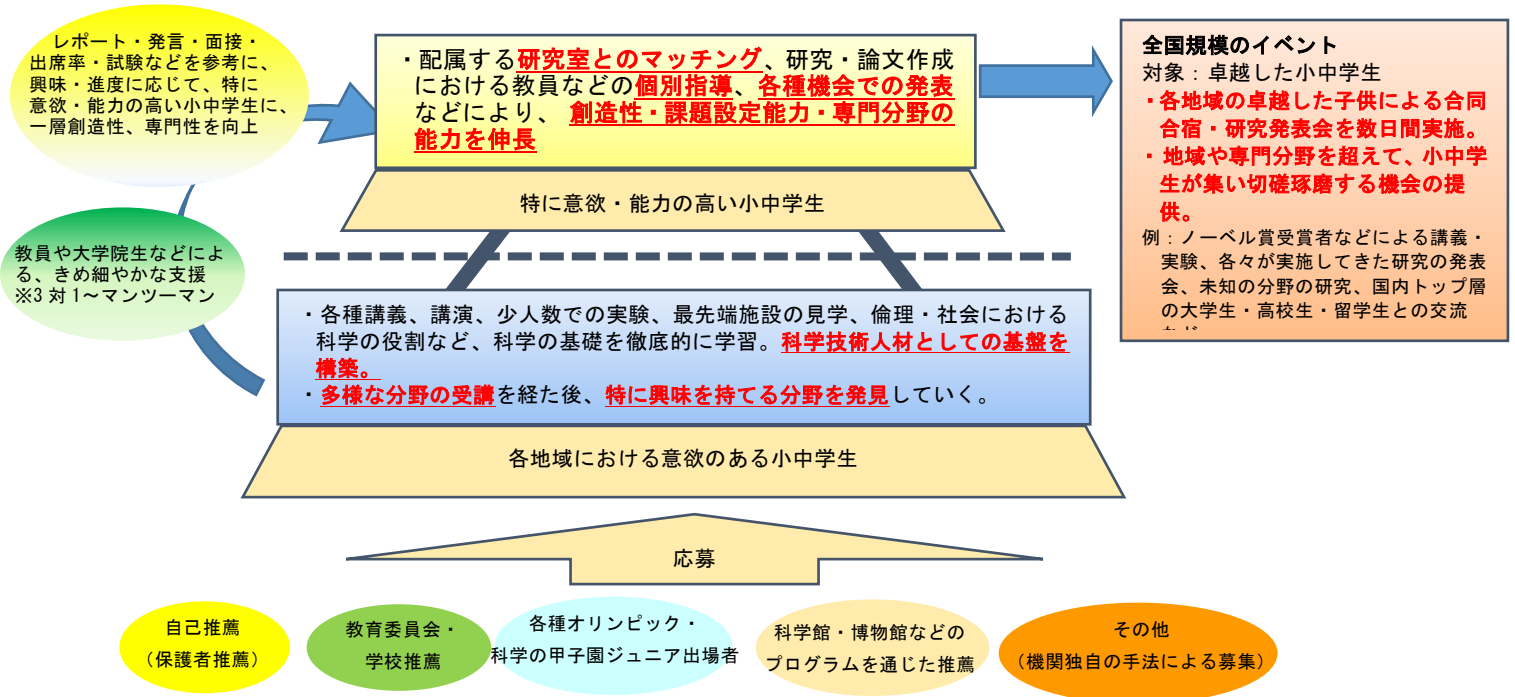 レポート・発言・面接・
出席率・試験などを参考に、
興味・進度に応じて、特に
意欲・能力の高い小中学生に、
一層創造性、専門性を向上
・配属する研究室とのマッチング、研究・論文作成
における教員などの個別指導、各種機会での発表
などにより、 創造性・課題設定能力・専門分野の
能力を伸長
特に意欲・能力の高い小中学生
全国規模のイベント
対象：卓越した小中学生
・各地域の卓越した子供による合同
合宿・研究発表会を数日間実施。
・ 地域や専門分野を超えて、小中学
生が集い切磋琢磨する機会の提
供。
例：ノーベル賞受賞者などによる講義・
実験、各々が実施してきた研究の発表
会、未知の分野の研究、国内トップ層
の大学生・高校生・留学生との交流
教員や大学院生などによ
る、きめ細やかな支援
※3 対 1～マンツーマン
・各種講義、講演、少人数での実験、最先端施設の見学、倫理・社会における
科学の役割など、科学の基礎を徹底的に学習。科学技術人材としての基盤を
構築。
・多様な分野の受講を経た後、特に興味を持てる分野を発見していく。
各地域における意欲のある小中学生
応募
自己推薦
（保護者推薦）
教育委員会・
学校推薦
各種オリンピック・
科学の甲子園ジュニア出場者
科学館・博物館などの
プログラムを通じた推薦
その他
（機関独自の手法による募集）